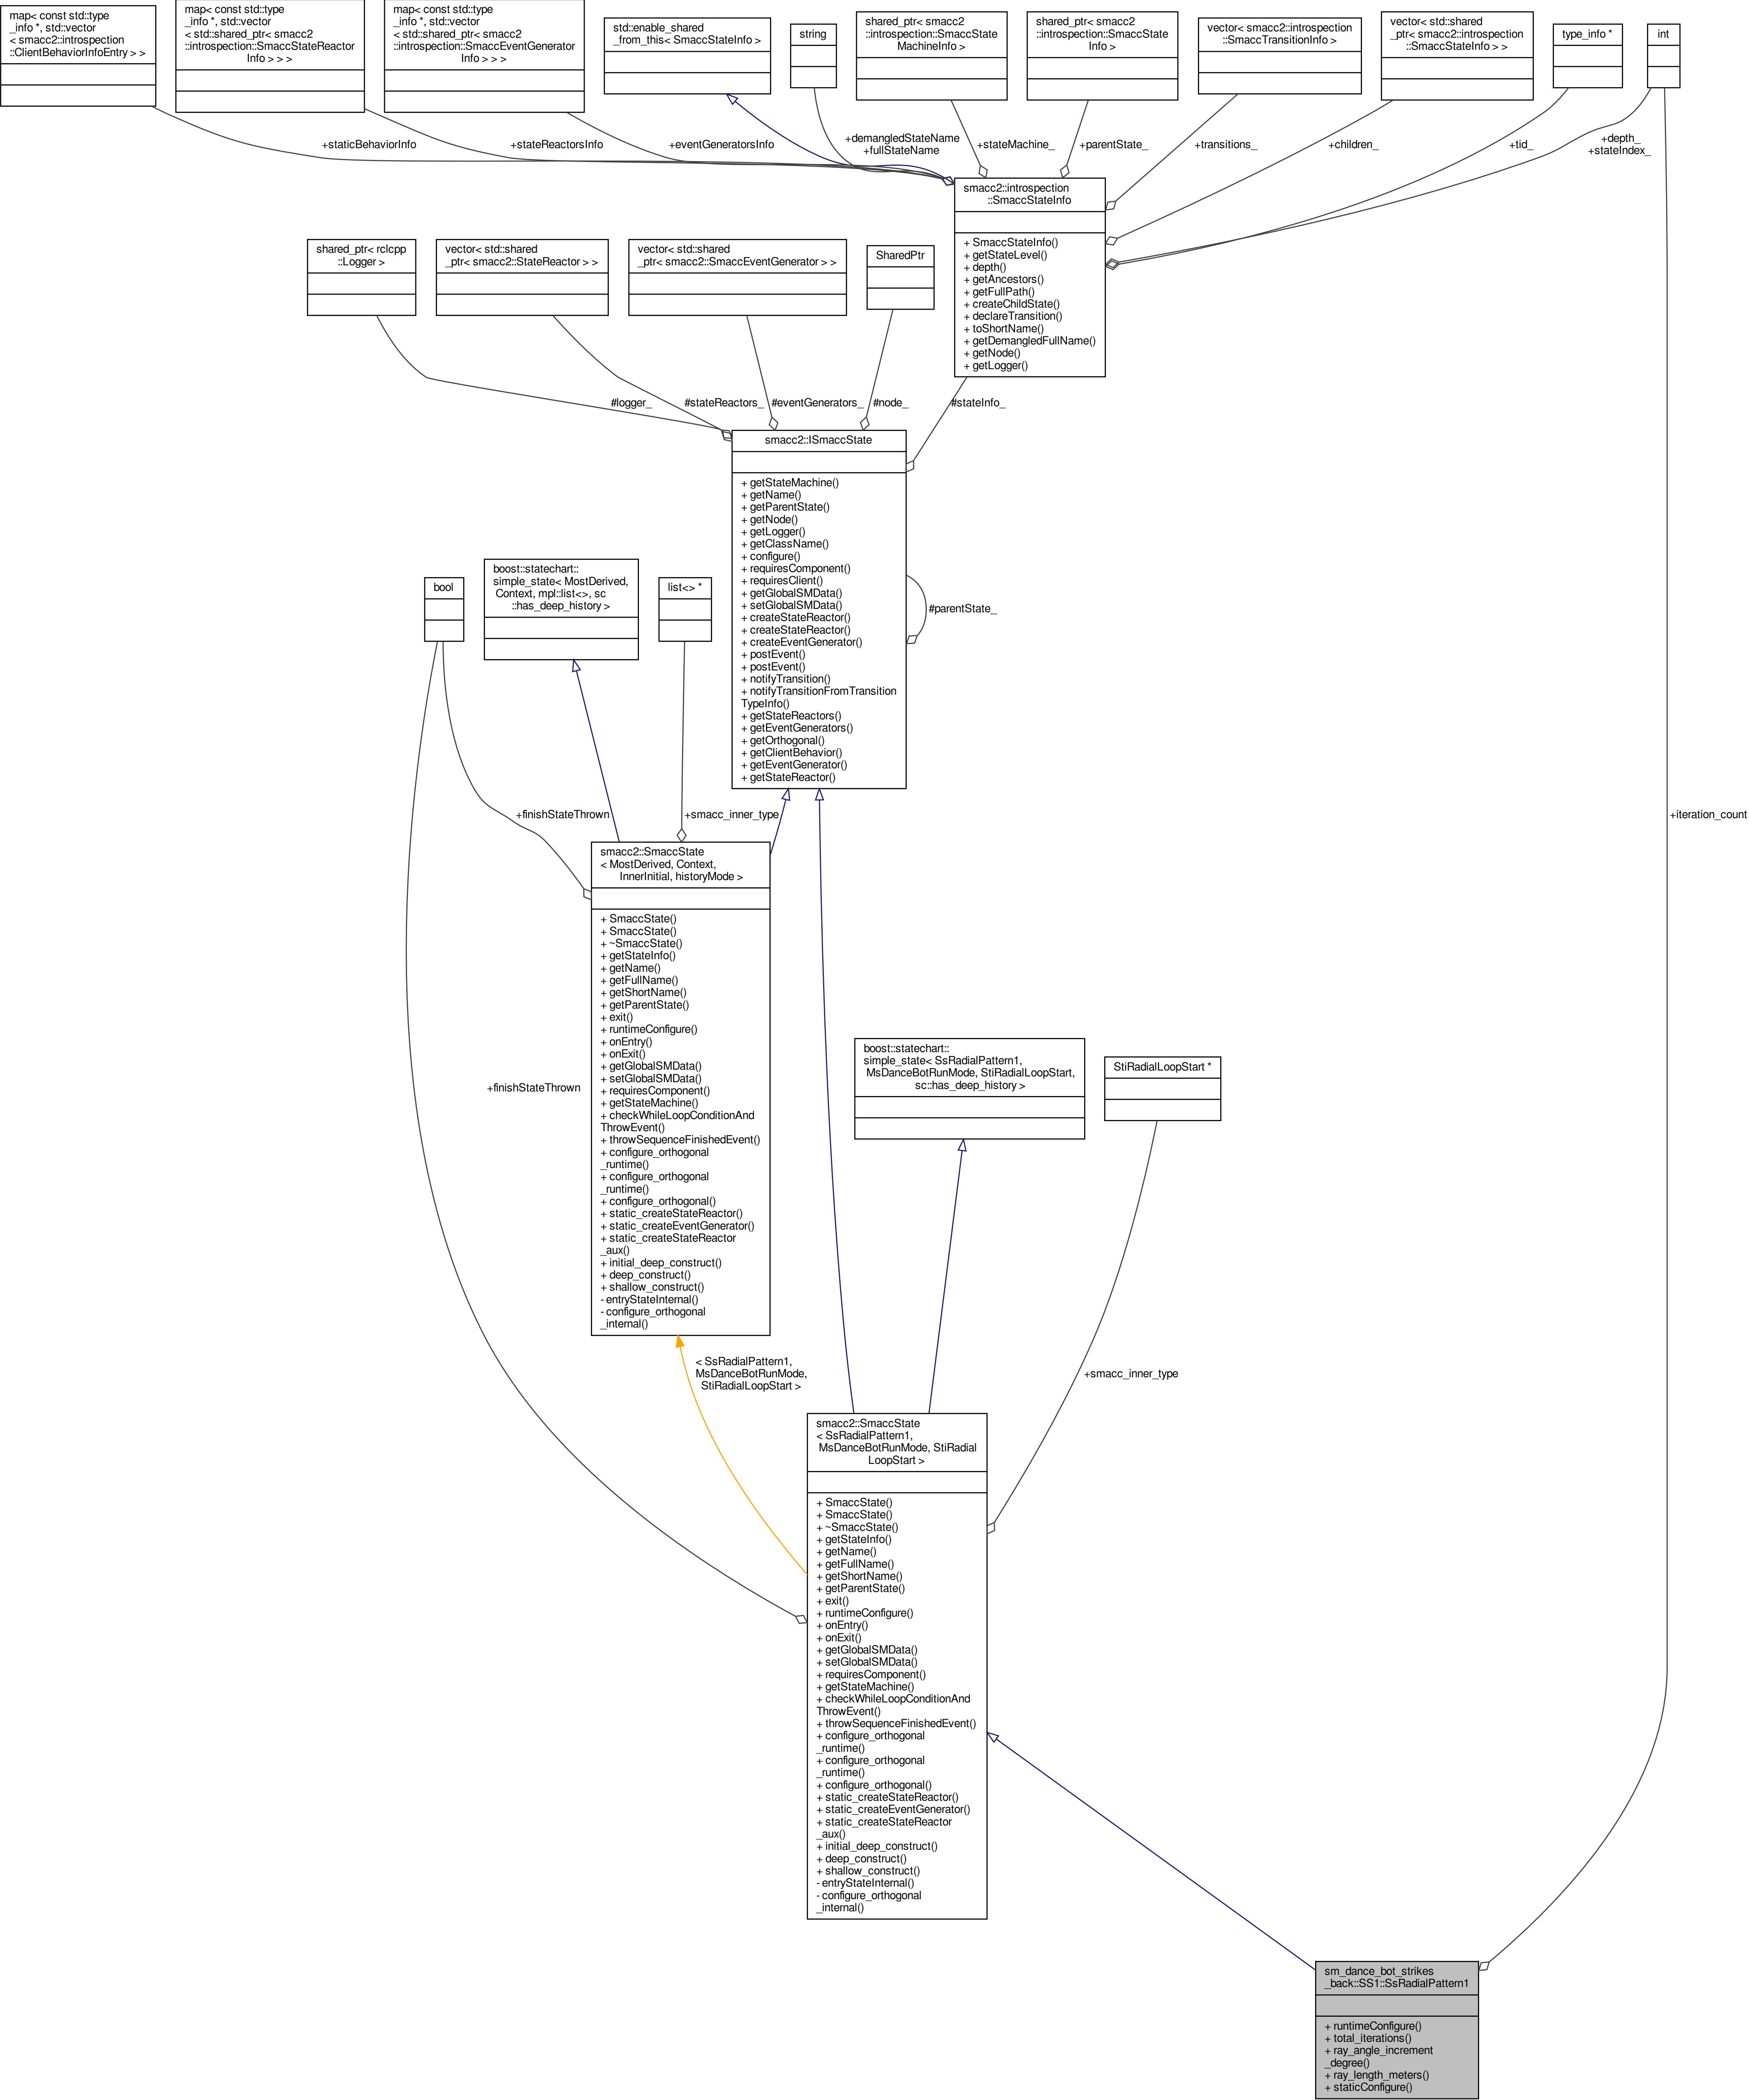 map< const std::type
_info *, std::vector
< smacc2::introspection
::ClientBehaviorInfoEntry > >
map< const std::type
_info *, std::vector
< std::shared_ptr< smacc2
::introspection::SmaccStateReactor
Info > > >
map< const std::type
_info *, std::vector
< std::shared_ptr< smacc2
::introspection::SmaccEventGenerator
Info > > >
std::enable_shared
_from_this< SmaccStateInfo >
string
shared_ptr< smacc2
::introspection::SmaccState
MachineInfo >
shared_ptr< smacc2
::introspection::SmaccState
Info >
vector< smacc2::introspection
::SmaccTransitionInfo >
vector< std::shared
_ptr< smacc2::introspection
::SmaccStateInfo > >
type_info *
int
+staticBehaviorInfo
+stateReactorsInfo
+eventGeneratorsInfo
+demangledStateName
+fullStateName
+stateMachine_
+parentState_
+transitions_
+children_
+tid_
+depth_
+stateIndex_
smacc2::introspection
::SmaccStateInfo
+ SmaccStateInfo()
+ getStateLevel()
+ depth()
+ getAncestors()
+ getFullPath()
+ createChildState()
+ declareTransition()
+ toShortName()
+ getDemangledFullName()
+ getNode()
+ getLogger()
shared_ptr< rclcpp
::Logger >
vector< std::shared
_ptr< smacc2::StateReactor > >
vector< std::shared
_ptr< smacc2::SmaccEventGenerator > >
SharedPtr
#logger_
#stateReactors_
#eventGenerators_
#node_
#stateInfo_
smacc2::ISmaccState
+ getStateMachine()
+ getName()
+ getParentState()
+ getNode()
+ getLogger()
+ getClassName()
+ configure()
+ requiresComponent()
+ requiresClient()
+ getGlobalSMData()
+ setGlobalSMData()
+ createStateReactor()
+ createStateReactor()
+ createEventGenerator()
+ postEvent()
+ postEvent()
+ notifyTransition()
+ notifyTransitionFromTransition
TypeInfo()
+ getStateReactors()
+ getEventGenerators()
+ getOrthogonal()
+ getClientBehavior()
+ getEventGenerator()
+ getStateReactor()
#parentState_
bool
boost::statechart::
simple_state< MostDerived,
Context, mpl::list<>, sc
::has_deep_history >
list<> *
+finishStateThrown
+smacc_inner_type
+iteration_count
smacc2::SmaccState
< MostDerived, Context,
InnerInitial, historyMode >
+ SmaccState()
+ SmaccState()
+ ~SmaccState()
+ getStateInfo()
+ getName()
+ getFullName()
+ getShortName()
+ getParentState()
+ exit()
+ runtimeConfigure()
+ onEntry()
+ onExit()
+ getGlobalSMData()
+ setGlobalSMData()
+ requiresComponent()
+ getStateMachine()
+ checkWhileLoopConditionAnd
ThrowEvent()
+ throwSequenceFinishedEvent()
+ configure_orthogonal
_runtime()
+ configure_orthogonal
_runtime()
+ configure_orthogonal()
+ static_createStateReactor()
+ static_createEventGenerator()
+ static_createStateReactor
_aux()
+ initial_deep_construct()
+ deep_construct()
+ shallow_construct()
- entryStateInternal()
- configure_orthogonal
_internal()
+finishStateThrown
boost::statechart::
simple_state< SsRadialPattern1,
MsDanceBotRunMode, StiRadialLoopStart,
sc::has_deep_history >
StiRadialLoopStart *
< SsRadialPattern1,
MsDanceBotRunMode,
StiRadialLoopStart >
+smacc_inner_type
smacc2::SmaccState
< SsRadialPattern1,
MsDanceBotRunMode, StiRadial
LoopStart >
+ SmaccState()
+ SmaccState()
+ ~SmaccState()
+ getStateInfo()
+ getName()
+ getFullName()
+ getShortName()
+ getParentState()
+ exit()
+ runtimeConfigure()
+ onEntry()
+ onExit()
+ getGlobalSMData()
+ setGlobalSMData()
+ requiresComponent()
+ getStateMachine()
+ checkWhileLoopConditionAnd
ThrowEvent()
+ throwSequenceFinishedEvent()
+ configure_orthogonal
_runtime()
+ configure_orthogonal
_runtime()
+ configure_orthogonal()
+ static_createStateReactor()
+ static_createEventGenerator()
+ static_createStateReactor
_aux()
+ initial_deep_construct()
+ deep_construct()
+ shallow_construct()
- entryStateInternal()
- configure_orthogonal
_internal()
sm_dance_bot_strikes
_back::SS1::SsRadialPattern1
+ runtimeConfigure()
+ total_iterations()
+ ray_angle_increment
_degree()
+ ray_length_meters()
+ staticConfigure()